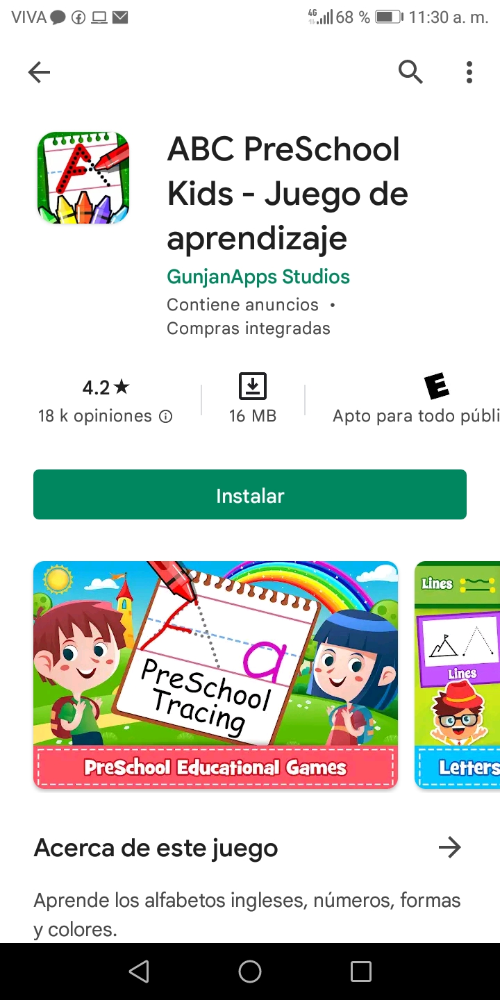 VIVA 4G 68 % 11:30 a. m.
ABC PreSchool
Kids - Juego de
aprendizaje
GunjanApps Studios
Contiene anuncios •
Compras integradas
4.2★
18 k opiniones
16 MB
E
Apto para todo públi
Instalar
a
PreSchool
Tracing
PreSchool Educational Games
Lines
Lines
Letters
Acerca de este juego
Aprende los alfabetos ingleses, números, formas
y colores.